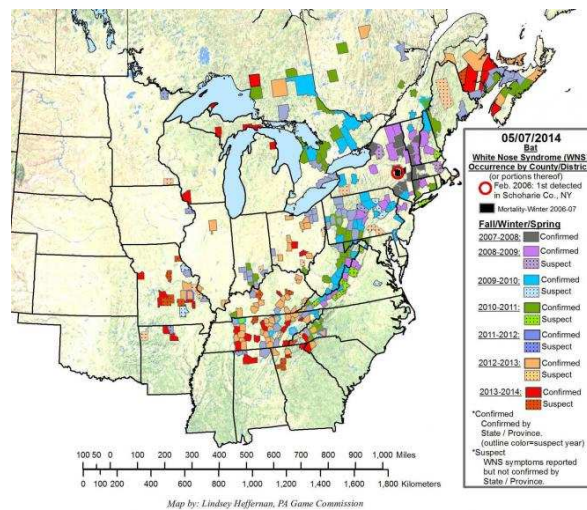 05/07/2014
Bat
White Nose Syndrome (WNS)
Occurrence by County/District
(or portions thereof)
Feb. 2006: 1st detected
in Schoharie Co., NY
Mortality-Winter 2006-07
Fall/Winter/Spring
2007-2008: Confirmed
2008-2009: Confirmed
Suspect
2009-2010: Confirmed
Suspect
2010-2011: Confirmed
Suspect
2011-2012: Confirmed
Suspect
2012-2013: Confirmed
Suspect
2013-2014: Confirmed
Suspect
*Confirmed
Confirmed by
State / Province.
(outline color=suspect year)
*Suspect
WNS symptoms reported
but not confirmed by
State / Province.
100 50 0 100 200 300 400 500 600 700 800 900 1,000 Miles
100 0 100 200 400 600 800 1,000 1,200 1,400 1,600 1,800 Kilometers
Map by: Lindsey Heffernan, PA Game Commission